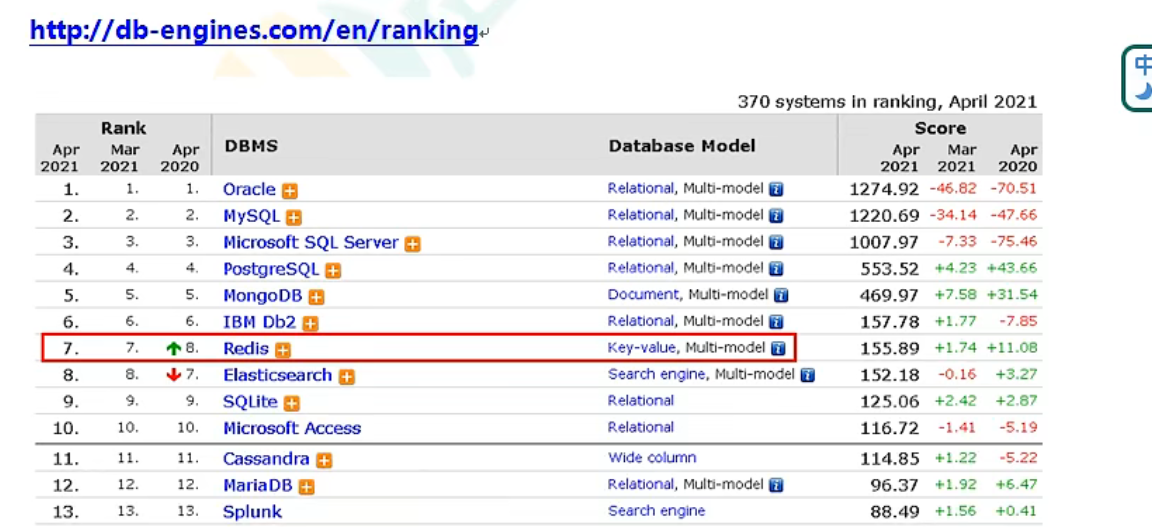 http://db-engines.com/en/ranking
中
370 systems in ranking, April 2021
Rank DBMS Database Model Score
Apr 2021 Mar 2021 Apr 2020 Apr 2021 Mar 2021 Apr 2020
1. 1. 1. Oracle Relational, Multi-model 1274.92 -46.82 -70.51
2. 2. 2. MySQL Relational, Multi-model 1220.69 -34.14 -47.66
3. 3. 3. Microsoft SQL Server Relational, Multi-model 1007.97 -7.33 -75.46
4. 4. 4. PostgreSQL Relational, Multi-model 553.52 +4.23 +43.66
5. 5. 5. MongoDB Document, Multi-model 469.97 +7.58 +31.54
6. 6. 6. IBM Db2 Relational, Multi-model 157.78 +1.77 -7.85
7. 7. 8. Redis Key-value, Multi-model 155.89 +1.74 +11.08
8. 8. 7. Elasticsearch Search engine, Multi-model 152.18 -0.16 +3.27
9. 9. 9. SQLite Relational 125.06 +2.42 +2.87
10. 10. 10. Microsoft Access Relational 116.72 -1.41 -5.19
11. 11. 11. Cassandra Wide column 114.85 +1.22 -5.22
12. 12. 12. MariaDB Relational, Multi-model 96.37 +1.92 +6.47
13. 13. 13. Splunk Search engine 88.49 +1.56 +0.41